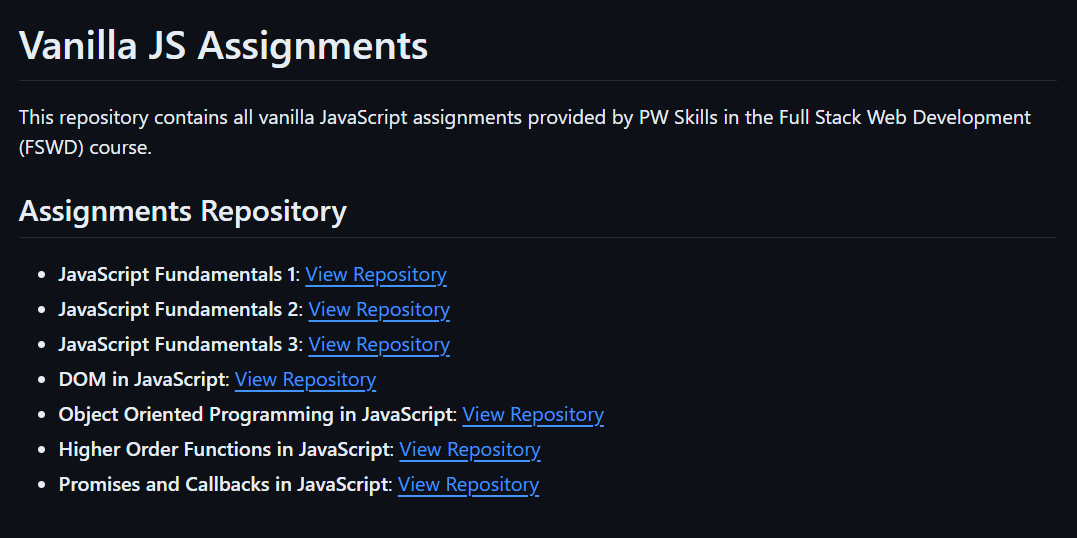 Vanilla JS Assignments
This repository contains all vanilla JavaScript assignments provided by PW Skills in the Full Stack Web Development
(FSWD) course.
Assignments Repository
JavaScript Fundamentals 1: View Repository
JavaScript Fundamentals 2: View Repository
JavaScript Fundamentals 3: View Repository
DOM in JavaScript: View Repository
Object Oriented Programming in JavaScript: View Repository
Higher Order Functions in JavaScript: View Repository
Promises and Callbacks in JavaScript: View Repository